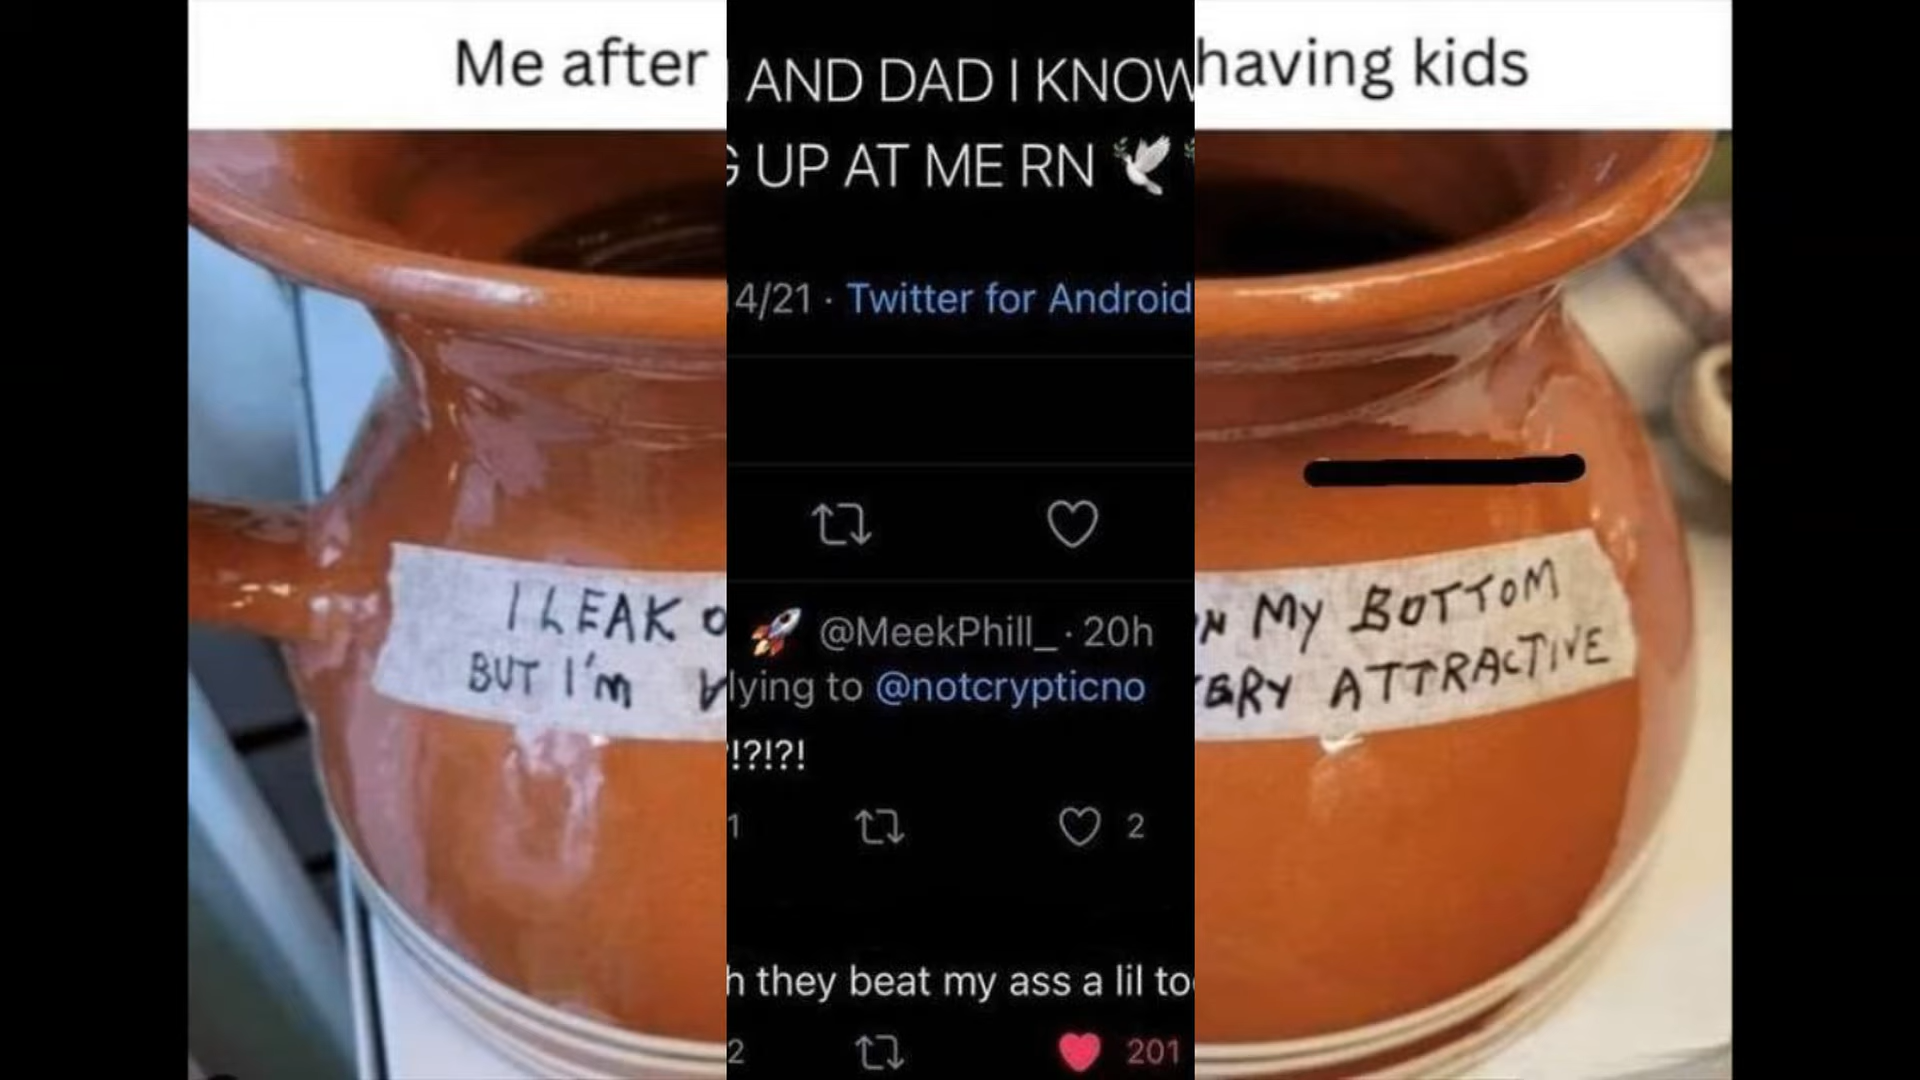 Me after
having kids
I LEAK O
N MY BOTTOM
BUT I'm V
ERY ATTRACTIVE
AND DAD I KNOW
G UP AT ME RN 🕊
4/21 · Twitter for Android
🚀 @MeekPhill_ · 20h
lying to @notcrypticno
!?!?!
1 2
h they beat my ass a lil to
2 201